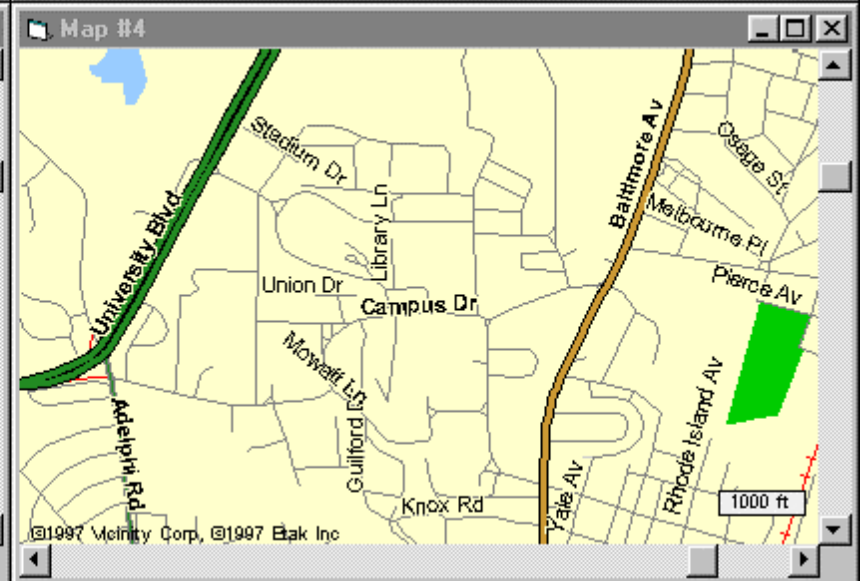 Map #4
Stadium Dr
Baltimore Av
Osage St
University Blvd
Library Ln
Melbourne Pl
Union Dr
Campus Dr
Pierce Av
Mowatt Ln
Adelphi Rd
Guilford D
Rhode Island Av
Knox Rd
Yale Av
1000 ft
©1997 Vicinity Corp, ©1997 Etak Inc